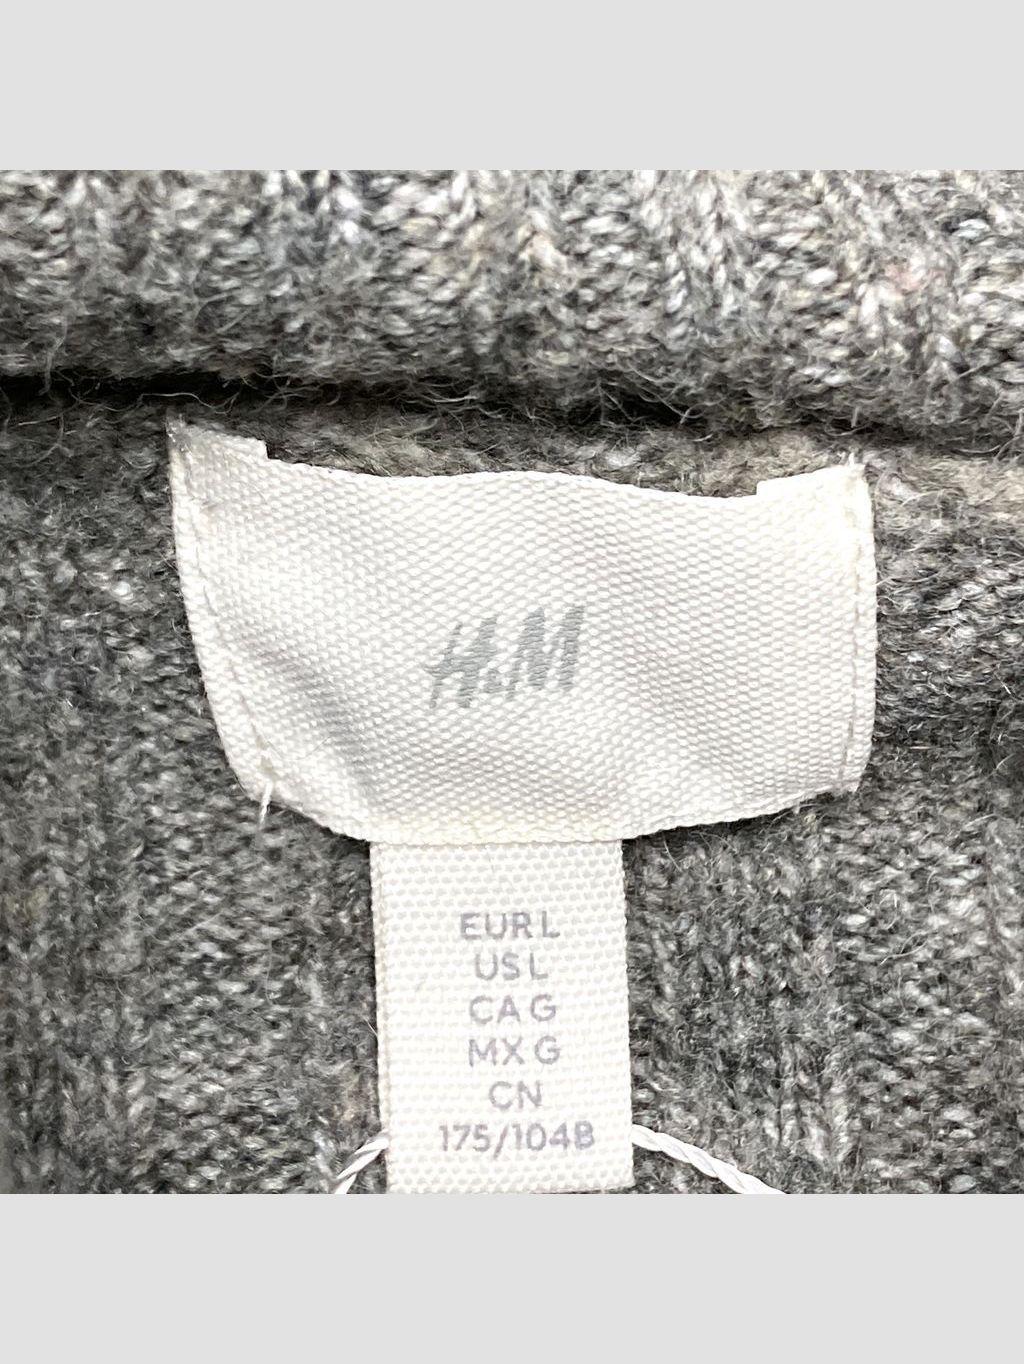 H&M
EUR L
US L
CA G
MX G
CN
175/104B